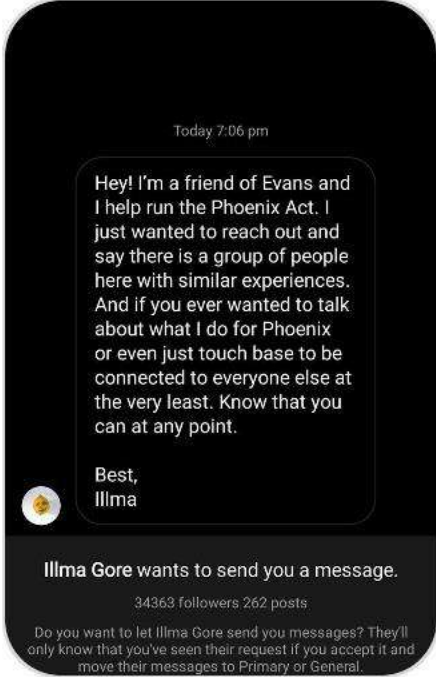 Today 7:06 pm
Hey! I'm a friend of Evans and
I help run the Phoenix Act. I
just wanted to reach out and
say there is a group of people
here with similar experiences.
And if you ever wanted to talk
about what I do for Phoenix
or even just touch base to be
connected to everyone else at
the very least. Know that you
can at any point.
Best,
Illma
Illma Gore wants to send you a message.
34363 followers 262 posts
Do you want to let Illma Gore send you messages? They'll
only know that you've seen their request if you accept it and
move their messages to Primary or General.